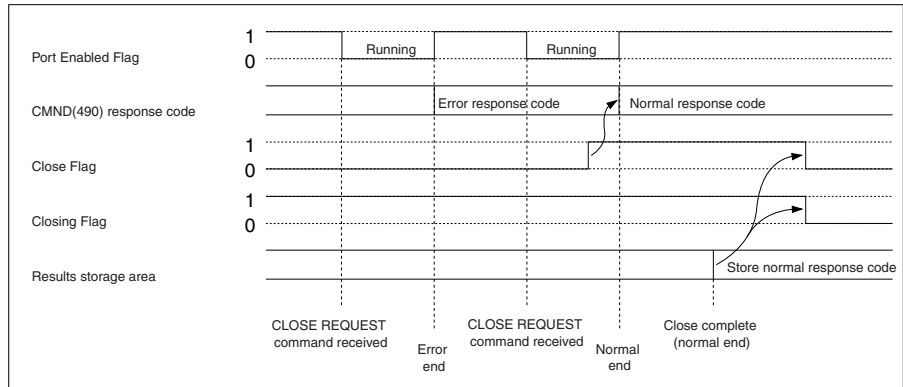 Port Enabled Flag
1
0
Running
Running
CMND(490) response code
Error response code
Normal response code
Close Flag
1
0
Closing Flag
1
0
Results storage area
Store normal response code
CLOSE REQUEST
command received
Error
end
CLOSE REQUEST
command received
Normal
end
Close complete
(normal end)